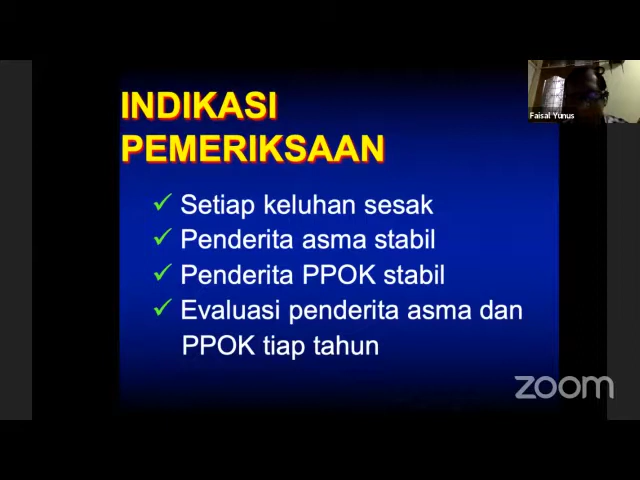 INDIKASI
PEMERIKSAAN
Setiap keluhan sesak
Penderita asma stabil
Penderita PPOK stabil
Evaluasi penderita asma dan
PPOK tiap tahun
Faisal Yunus
zoom